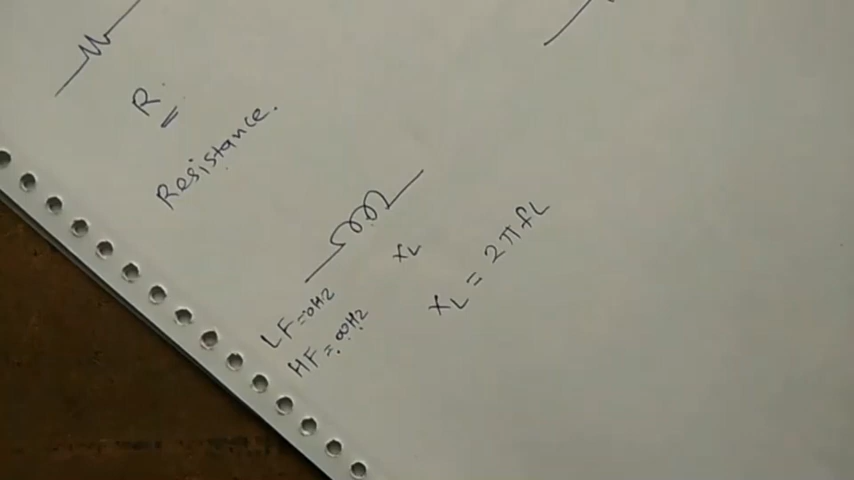 R
Resistance.
XL
LF=0HZ
HF=∞HZ
XL = 2πfL